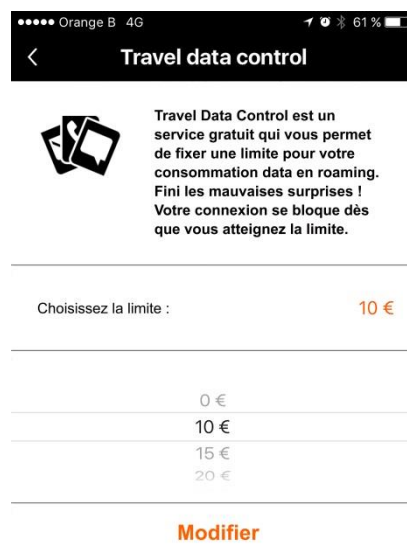 Orange B 4G 61 %
Travel data control
Travel Data Control est un
service gratuit qui vous permet
de fixer une limite pour votre
consommation data en roaming.
Fini les mauvaises surprises !
Votre connexion se bloque dès
que vous atteignez la limite.
Choisissez la limite : 10 €
0 €
10 €
15 €
20 €
Modifier